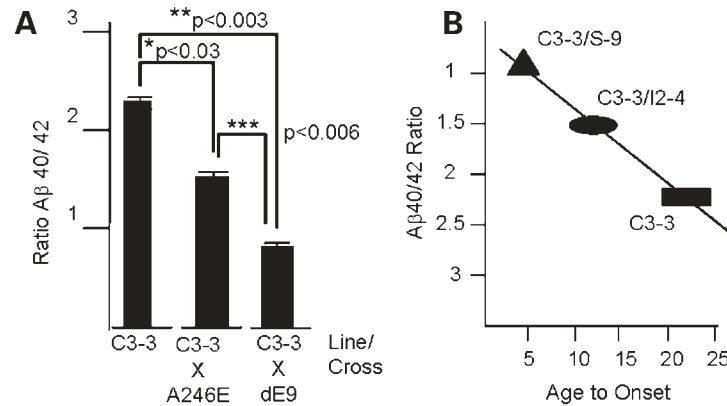 A
3
**p<0.003
*p<0.03
2
***
p<0.006
1
Ratio Aβ 40/ 42
C3-3 C3-3 C3-3 Line/
X X Cross
A246E dE9
B
C3-3/S-9
1
C3-3/I2-4
1.5
2
C3-3
2.5
3
Aβ40/42 Ratio
5 10 15 20 25
Age to Onset